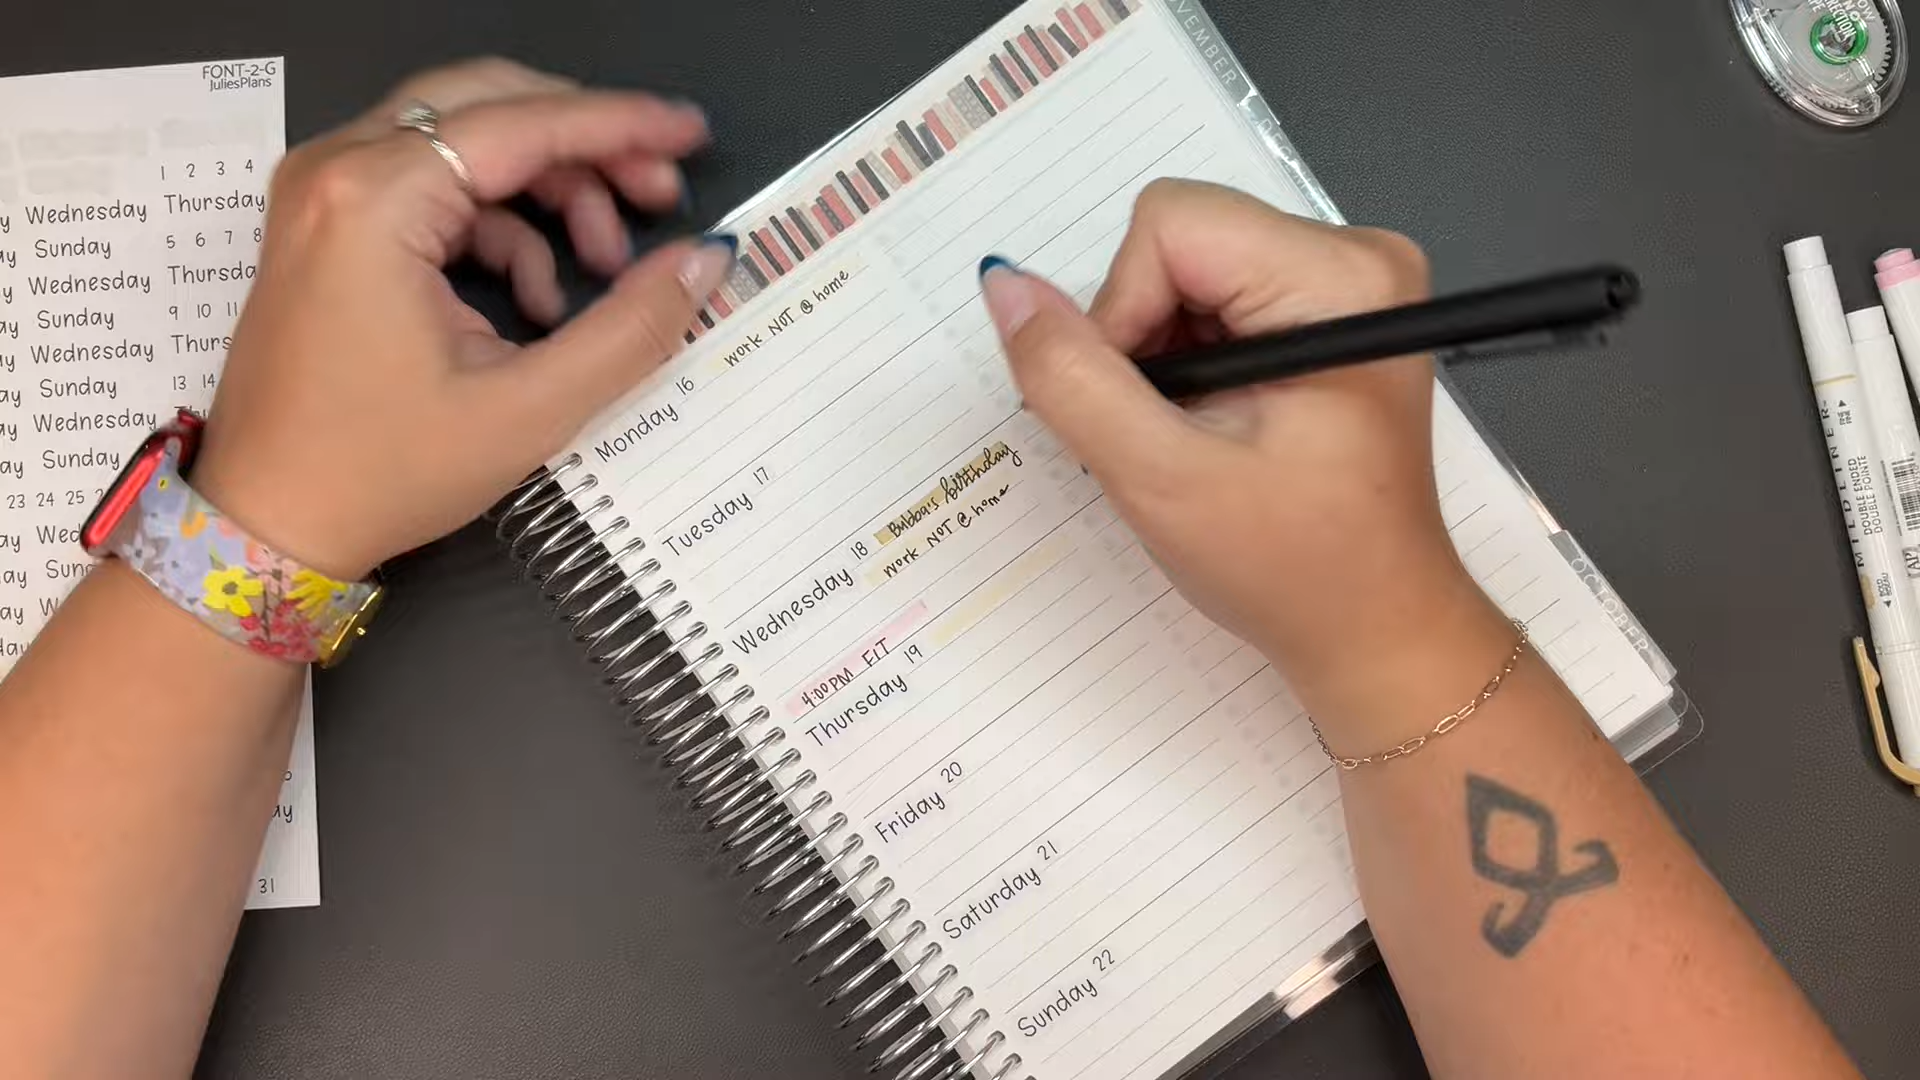 FONT-2-G
JuliesPlans
1 2 3 4
Wednesday Thursday
Sunday 5 6 7 8
Wednesday
Sunday 9 10
Wednesday
Sunday 13 14
Wednesday
Sunday
23 24 25
31
NOVEMBER
OCTOBER
Monday 16
work NOT @ home
Tuesday 17
Wednesday 18
Bubba's birthday
work NOT @ home
4:00PM FIT
Thursday 19
Friday 20
Saturday 21
Sunday 22
MILDLINER
DOUBLE ENDED
DOUBLE POINTE